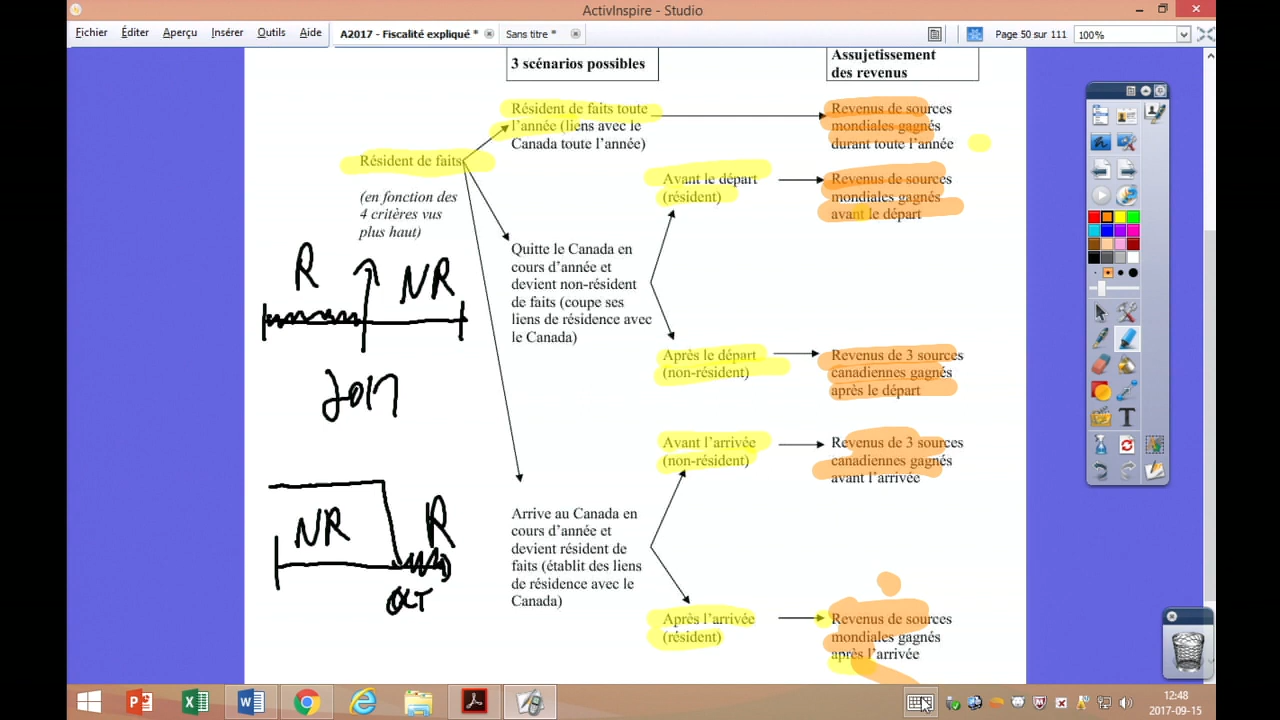 ActivInspire - Studio
Fichier Éditer Aperçu Insérer Outils Aide
A2017 - Fiscalité expliqué * Sans titre *
Page 50 sur 111 100%
3 scénarios possibles
Assujetissement
des revenus
Résident de faits toute
l'année (liens avec le
Canada toute l'année)
Revenus de sources
mondiales gagnés
durant toute l'année
Résident de faits
(en fonction des
4 critères vus
plus haut)
Avant le départ
(résident)
Revenus de sources
mondiales gagnés
avant le départ
Quitte le Canada en
cours d'année et
devient non-résident
de faits (coupe ses
liens de résidence avec
le Canada)
R NR
2017
Après le départ
(non-résident)
Revenus de 3 sources
canadiennes gagnés
après le départ
Avant l'arrivée
(non-résident)
Revenus de 3 sources
canadiennes gagnés
avant l'arrivée
Arrive au Canada en
cours d'année et
devient résident de
faits (établit des liens
de résidence avec le
Canada)
NR R
OCT
Après l'arrivée
(résident)
Revenus de sources
mondiales gagnés
après l'arrivée
12:48
2017-09-15